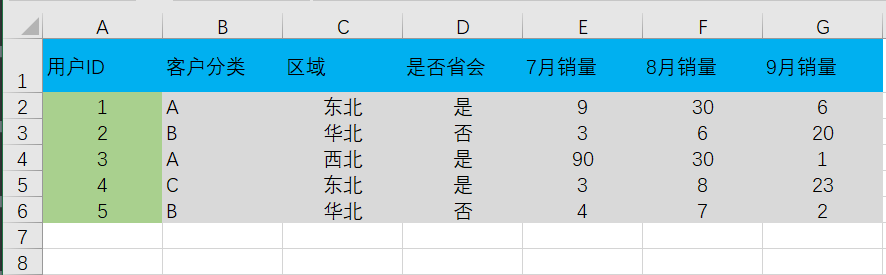 A B C D E F G
1 用户ID 客户分类 区域 是否省会 7月销量 8月销量 9月销量
2 1 A 东北 是 9 30 6
3 2 B 华北 否 3 6 20
4 3 A 西北 是 90 30 1
5 4 C 东北 是 3 8 23
6 5 B 华北 否 4 7 2
7
8